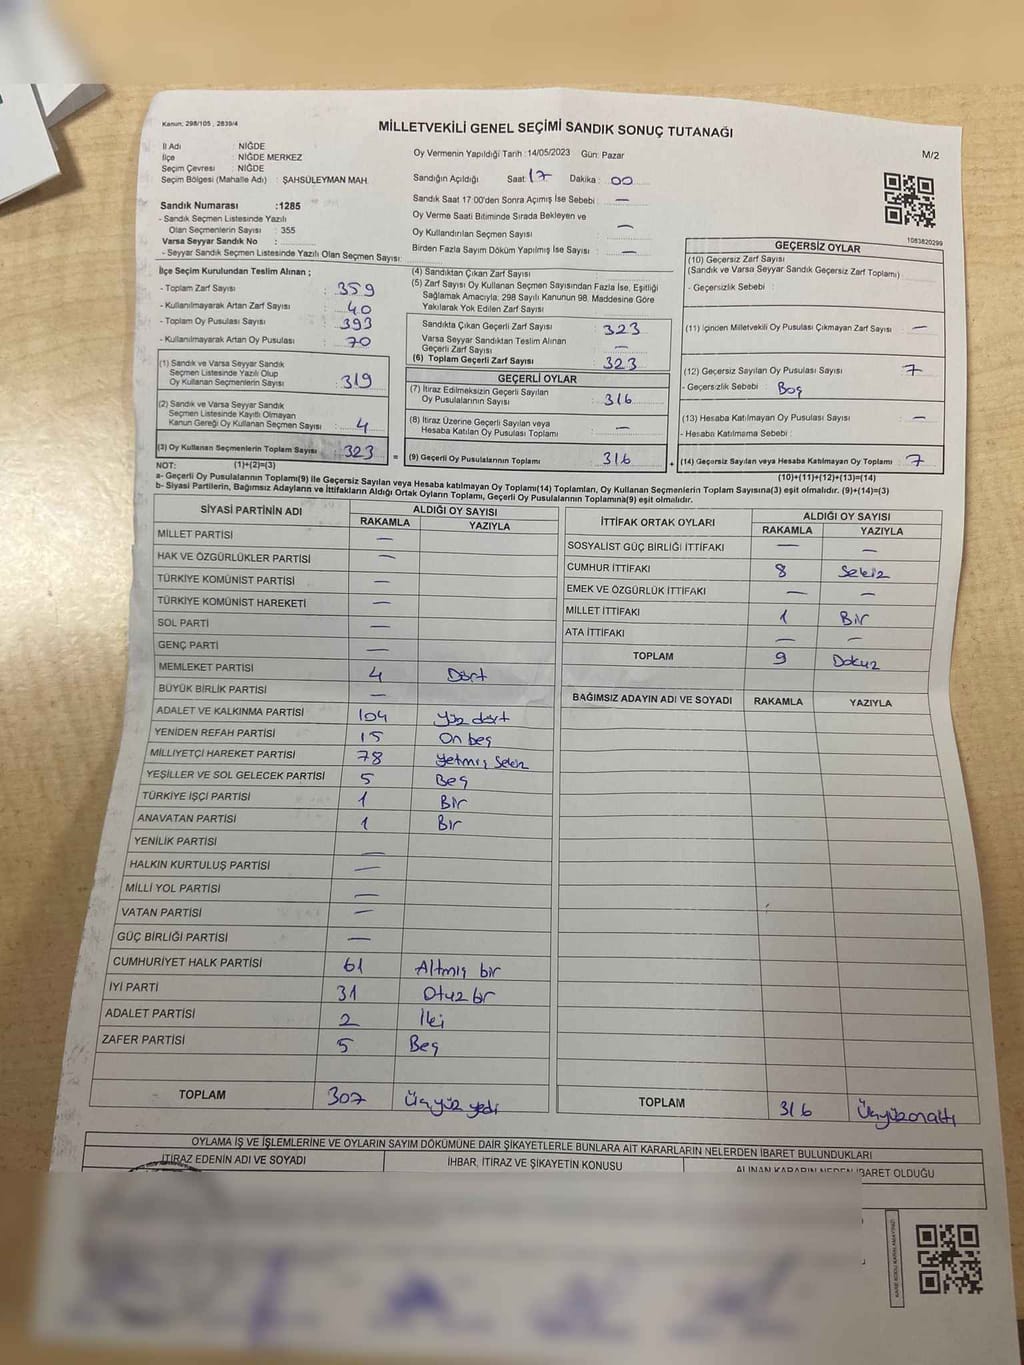 Kanun: 298/105 , 2839/4
MİLLETVEKİLİ GENEL SEÇİMİ SANDIK SONUÇ TUTANAĞI
M/2
İl Adı : NİĞDE
İlçe : NİĞDE MERKEZ
Seçim Çevresi : NİĞDE
Seçim Bölgesi (Mahalle Adı) : ŞAHSÜLEYMAN MAH.
Sandık Numarası :1285
- Sandık Seçmen Listesinde Yazılı
Olan Seçmenlerin Sayısı : 355
Varsa Seyyar Sandık No :
- Seyyar Sandık Listesinde Yazılı Olan Seçmen Sayısı:
Oy Vermenin Yapıldığı Tarih :14/05/2023 Gün: Pazar
Sandığın Açıldığı Saat: 17 Dakika : 00
Sandık Saat 17:00'den Sonra Açımış İse Sebebi : —
Oy Verme Saati Bitiminde Sırada Bekleyen ve
Oy Kullandırılan Seçmen Sayısı : —
Birden Fazla Sayım Döküm Yapılmış İse Sayısı : —
1083820299
İlçe Seçim Kurulundan Teslim Alınan ;
- Toplam Zarf Sayısı : 359
- Kullanılmayarak Artan Zarf Sayısı : 40
- Toplam Oy Pusulası Sayısı : 393
- Kullanılmayarak Artan Oy Pusulası : 70
(1) Sandık ve Varsa Seyyar Sandık
Seçmen Listesinde Yazılı Olup
Oy Kullanan Seçmenlerin Sayısı : 319
(2) Sandık ve Varsa Seyyar Sandık
Seçmen Listesinde Kayıtlı Olmayan
Kanun Gereği Oy Kullanan Seçmen Sayısı : 4
(3) Oy Kullanan Seçmenlerin Toplam Sayısı : 323
(1)+(2)=(3)
(4) Sandıktan Çıkan Zarf Sayısı :
(5) Zarf Sayısı Oy Kullanan Seçmen Sayısından Fazla İse, Eşitliği
Sağlamak Amacıyla; 298 Sayılı Kanunun 98. Maddesine Göre
Yakılarak Yok Edilen Zarf Sayısı :
Sandıkta Çıkan Geçerli Zarf Sayısı : 323
Varsa Seyyar Sandıktan Teslim Alınan
Geçerli Zarf Sayısı : —
(6) Toplam Geçerli Zarf Sayısı : 323
GEÇERLİ OYLAR
(7) İtiraz Edilmeksizin Geçerli Sayılan
Oy Pusulalarının Sayısı : 316
(8) İtiraz Üzerine Geçerli Sayılan veya
Hesaba Katılan Oy Pusulası Toplamı : —
= (9) Geçerli Oy Pusulalarının Toplamı : 316
GEÇERSİZ OYLAR
(10) Geçersiz Zarf Sayısı
(Sandık ve Varsa Seyyar Sandık Geçersiz Zarf Toplamı)
- Geçersizlik Sebebi :
(11) İçinden Milletvekili Oy Pusulası Çıkmayan Zarf Sayısı : —
(12) Geçersiz Sayılan Oy Pusulası Sayısı : 7
- Geçersizlik Sebebi : Boş
(13) Hesaba Katılmayan Oy Pusulası Sayısı : —
- Hesaba Katılmama Sebebi :
+ (14) Geçersiz Sayılan veya Hesaba Katılmayan Oy Toplamı : 7
(10)+(11)+(12)+(13)=(14)
NOT:
a- Geçerli Oy Pusulalarının Toplamı(9) ile Geçersiz Sayılan veya Hesaba Katılmayan Oy Toplamı(14) Toplamları, Oy Kullanan Seçmenlerin Toplam Sayısına(3) eşit olmalıdır. (9)+(14)=(3)
b- Siyasi Partilerin, Bağımsız Adayların ve İttifakların Aldığı Ortak Oyların Toplamı, Geçerli Oy Pusulalarının Toplamına(9) eşit olmalıdır.
SİYASİ PARTİNİN ADI ALDIĞI OY SAYISI
RAKAMLA YAZIYLA
MİLLET PARTİSİ —
HAK VE ÖZGÜRLÜKLER PARTİSİ —
TÜRKİYE KOMÜNİST PARTİSİ —
TÜRKİYE KOMÜNİST HAREKETİ —
SOL PARTİ —
GENÇ PARTİ —
MEMLEKET PARTİSİ 4 Dört
BÜYÜK BİRLİK PARTİSİ —
ADALET VE KALKINMA PARTİSİ 104 Yüz dört
YENİDEN REFAH PARTİSİ 15 On beş
MİLLİYETÇİ HAREKET PARTİSİ 78 Yetmiş Sekiz
YEŞİLLER VE SOL GELECEK PARTİSİ 5 Beş
TÜRKİYE İŞÇİ PARTİSİ 1 Bir
ANAVATAN PARTİSİ 1 Bir
YENİLİK PARTİSİ —
HALKIN KURTULUŞ PARTİSİ —
MİLLİ YOL PARTİSİ —
VATAN PARTİSİ —
GÜÇ BİRLİĞİ PARTİSİ —
CUMHURİYET HALK PARTİSİ 61 Altmış bir
İYİ PARTİ 31 Otuz bir
ADALET PARTİSİ 2 İki
ZAFER PARTİSİ 5 Beş
TOPLAM 307 Üçyüz yedi
İTTİFAK ORTAK OYLARI ALDIĞI OY SAYISI
RAKAMLA YAZIYLA
SOSYALİST GÜÇ BİRLİĞİ İTTİFAKI — —
CUMHUR İTTİFAKI 8 Sekiz
EMEK VE ÖZGÜRLÜK İTTİFAKI — —
MİLLET İTTİFAKI 1 Bir
ATA İTTİFAKI — —
TOPLAM 9 Dokuz
BAĞIMSIZ ADAYIN ADI VE SOYADI RAKAMLA YAZIYLA
TOPLAM 316 Üçyüzonaltı
OYLAMA İŞ VE İŞLEMLERİNE VE OYLARIN SAYIM DÖKÜMÜNE DAİR ŞİKAYETLERLE BUNLARA AİT KARARLARIN NELERDEN İBARET BULUNDUKLARI
İTİRAZ EDENİN ADI VE SOYADI İHBAR, İTİRAZ VE ŞİKAYETİN KONUSU ALINAN KARARIN NEDEN İBARET OLDUĞU